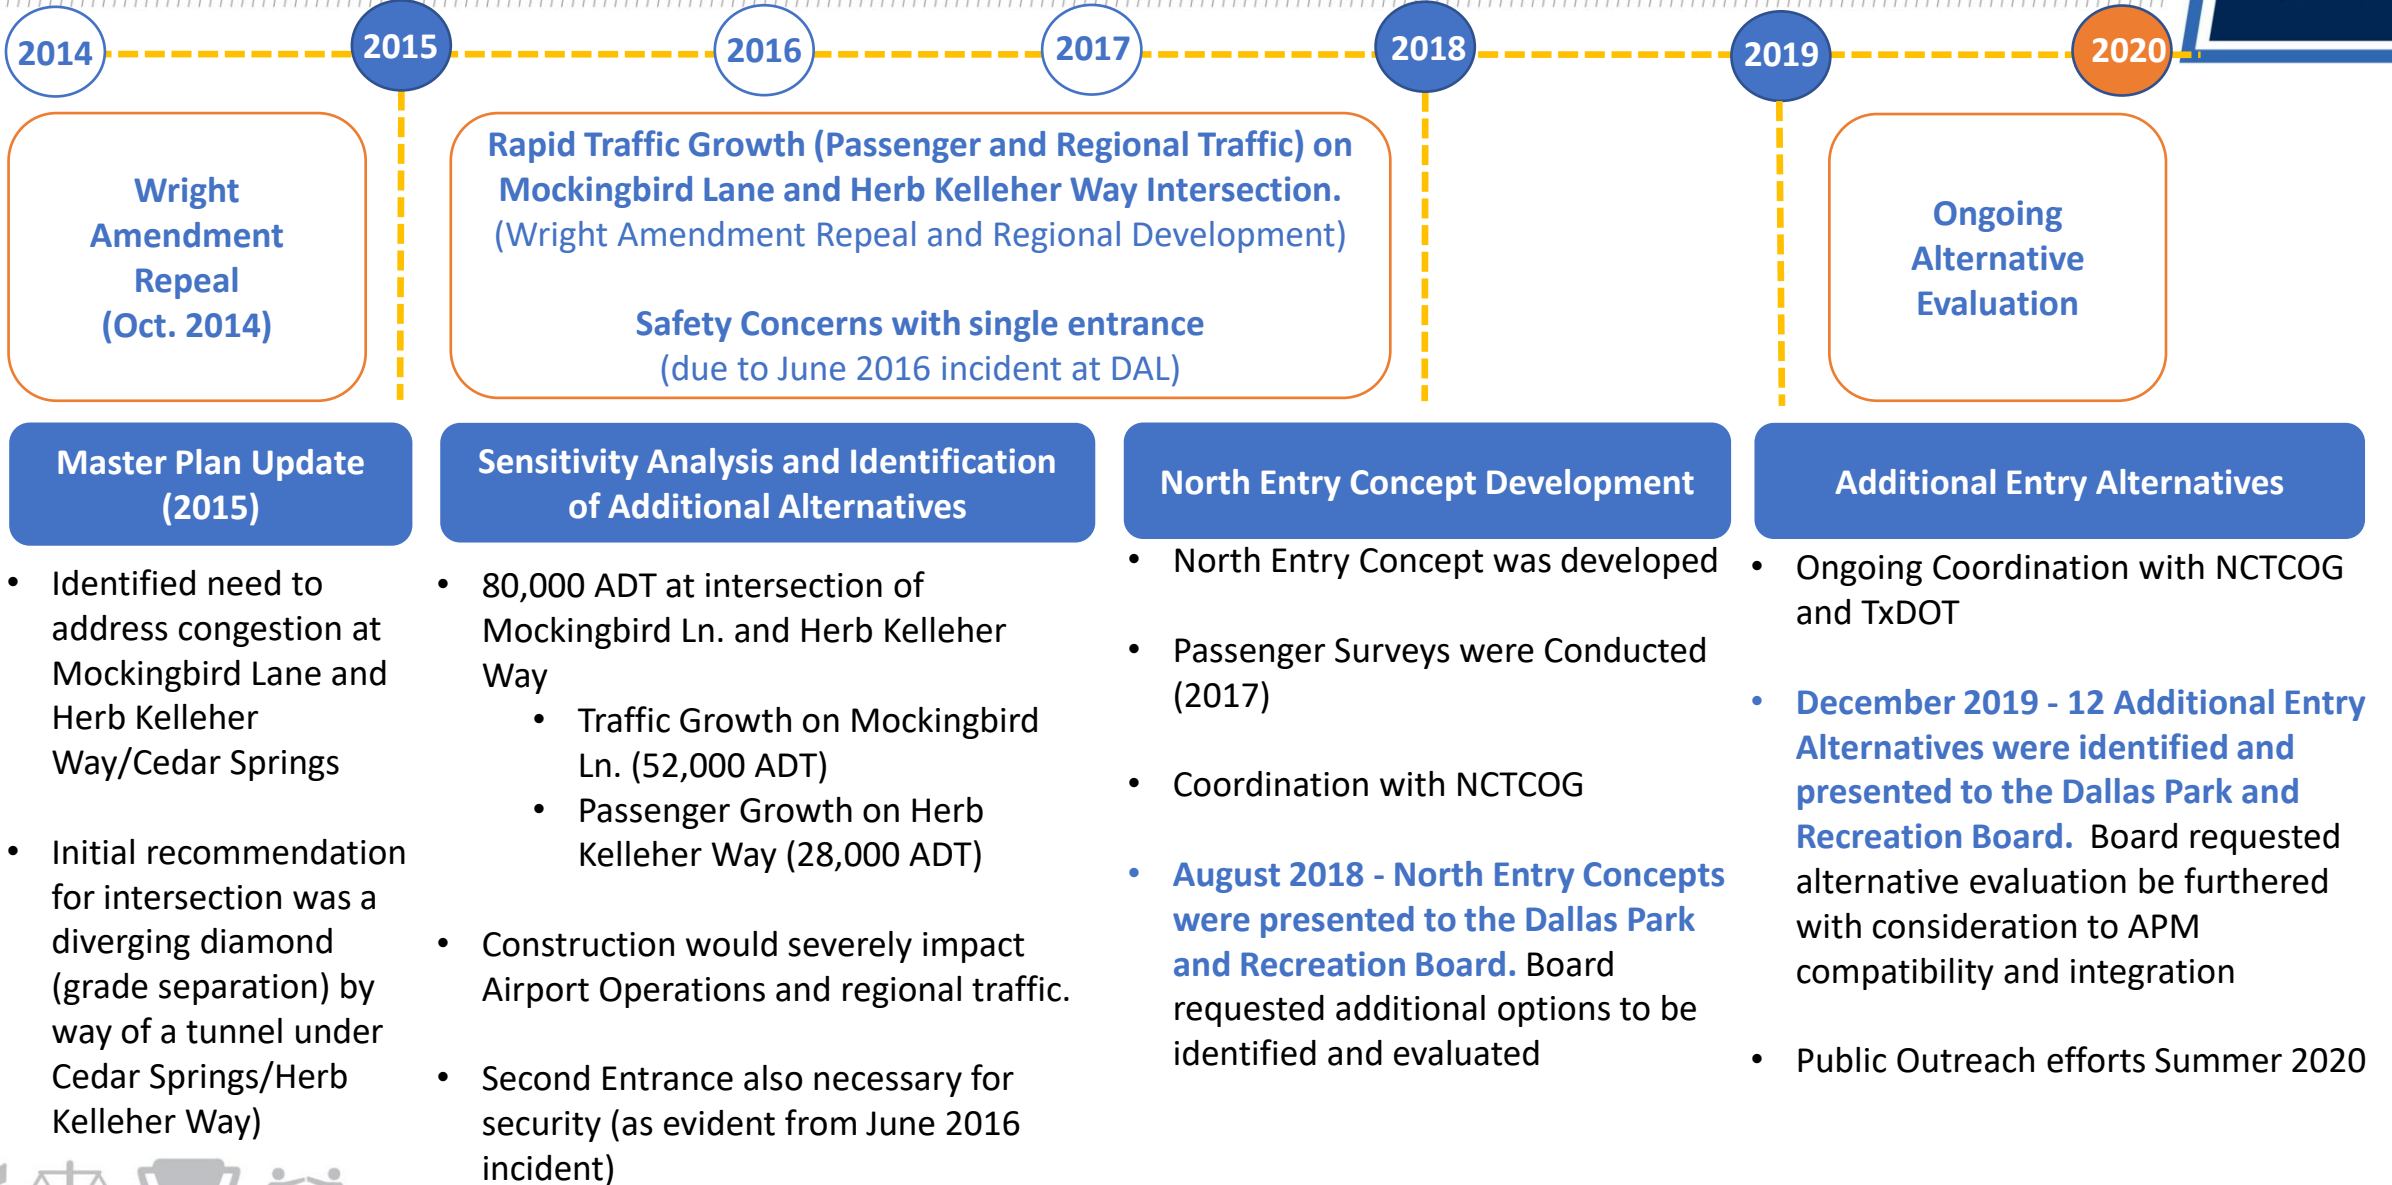 2014
2015
2016
2017
2018
2019
2020
Wright
Amendment
Repeal
(Oct. 2014)
Rapid Traffic Growth (Passenger and Regional Traffic) on
Mockingbird Lane and Herb Kelleher Way Intersection.
(Wright Amendment Repeal and Regional Development)
Safety Concerns with single entrance
(due to June 2016 incident at DAL)
Ongoing
Alternative
Evaluation
Master Plan Update
(2015)
• Identified need to
address congestion at
Mockingbird Lane and
Herb Kelleher
Way/Cedar Springs
• Initial recommendation
for intersection was a
diverging diamond
(grade separation) by
way of a tunnel under
Cedar Springs/Herb
Kelleher Way)
Sensitivity Analysis and Identification
of Additional Alternatives
• 80,000 ADT at intersection of
Mockingbird Ln. and Herb Kelleher
Way
• Traffic Growth on Mockingbird
Ln. (52,000 ADT)
• Passenger Growth on Herb
Kelleher Way (28,000 ADT)
• Construction would severely impact
Airport Operations and regional traffic.
• Second Entrance also necessary for
security (as evident from June 2016
incident)
North Entry Concept Development
• North Entry Concept was developed
• Passenger Surveys were Conducted
(2017)
• Coordination with NCTCOG
• August 2018 - North Entry Concepts
were presented to the Dallas Park
and Recreation Board. Board
requested additional options to be
identified and evaluated
Additional Entry Alternatives
• Ongoing Coordination with NCTCOG
and TxDOT
• December 2019 - 12 Additional Entry
Alternatives were identified and
presented to the Dallas Park and
Recreation Board. Board requested
alternative evaluation be furthered
with consideration to APM
compatibility and integration
• Public Outreach efforts Summer 2020